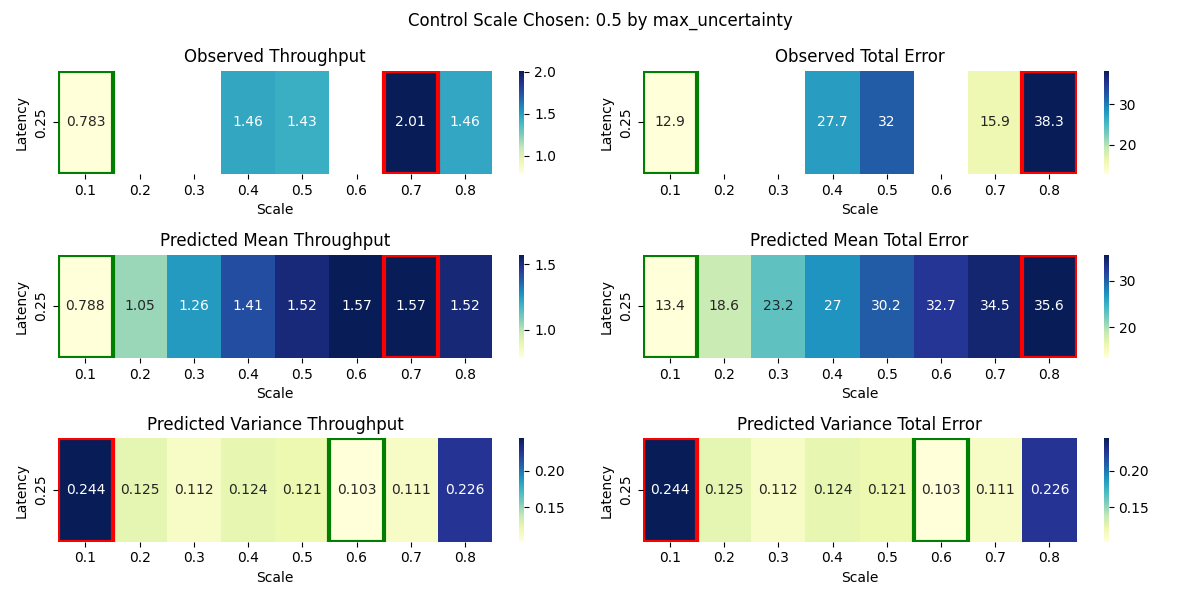 Control Scale Chosen: 0.5 by max_uncertainty
Observed Throughput
Latency
0.25
0.783 1.46 1.43 2.01 1.46
0.1 0.2 0.3 0.4 0.5 0.6 0.7 0.8
Scale
2.0
1.5
1.0
Observed Total Error
Latency
0.25
12.9 27.7 32 15.9 38.3
0.1 0.2 0.3 0.4 0.5 0.6 0.7 0.8
Scale
30
20
Predicted Mean Throughput
Latency
0.25
0.788 1.05 1.26 1.41 1.52 1.57 1.57 1.52
0.1 0.2 0.3 0.4 0.5 0.6 0.7 0.8
Scale
1.5
1.0
Predicted Mean Total Error
Latency
0.25
13.4 18.6 23.2 27 30.2 32.7 34.5 35.6
0.1 0.2 0.3 0.4 0.5 0.6 0.7 0.8
Scale
30
20
Predicted Variance Throughput
Latency
0.25
0.244 0.125 0.112 0.124 0.121 0.103 0.111 0.226
0.1 0.2 0.3 0.4 0.5 0.6 0.7 0.8
Scale
0.20
0.15
Predicted Variance Total Error
Latency
0.25
0.244 0.125 0.112 0.124 0.121 0.103 0.111 0.226
0.1 0.2 0.3 0.4 0.5 0.6 0.7 0.8
Scale
0.20
0.15